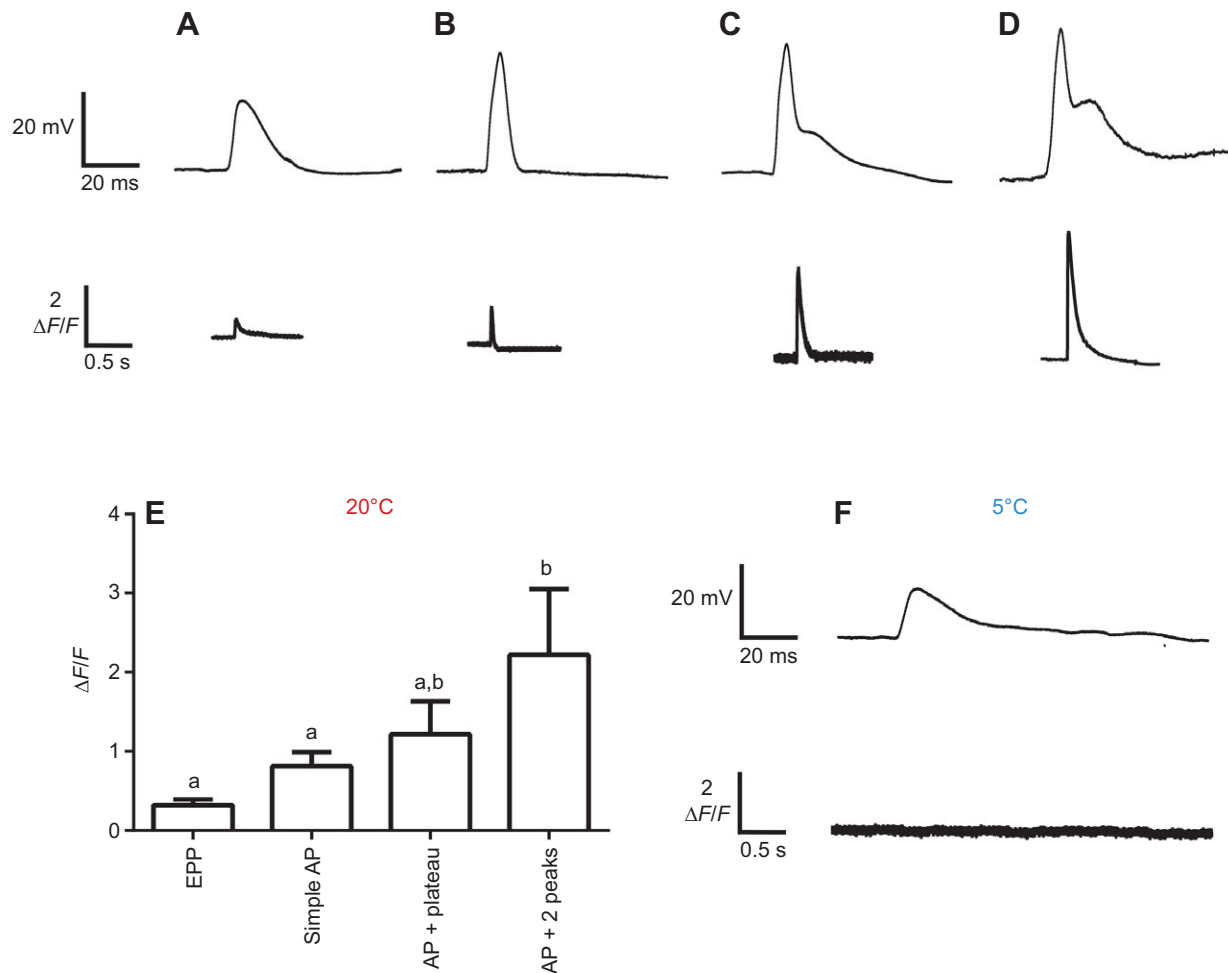 A
B
C
D
20 mV
20 ms
2
ΔF/F
0.5 s
E
20°C
4
3
2
1
0
ΔF/F
a
a
a,b
b
EPP
Simple AP
AP + plateau
AP + 2 peaks
F
5°C
20 mV
20 ms
2
ΔF/F
0.5 s